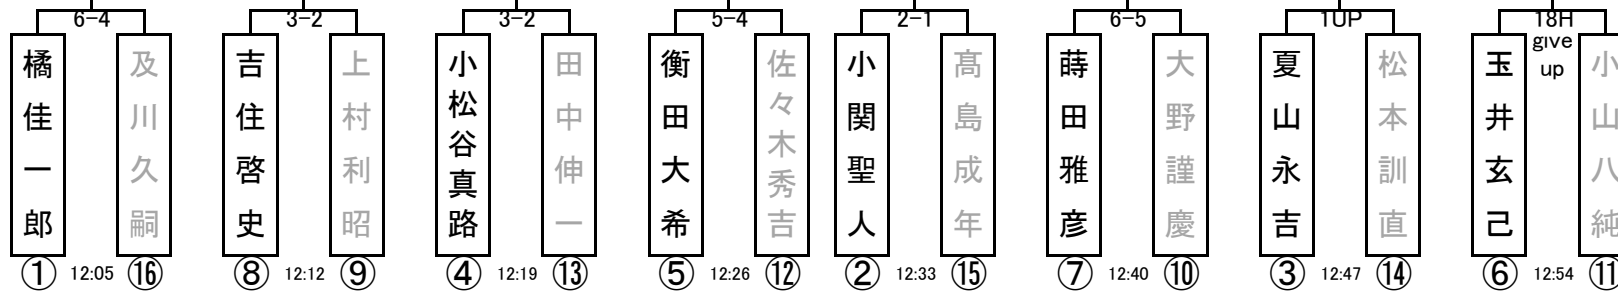 6-4
3-2
3-2
5-4
2-1
6-5
1UP
18H give up
橘佳一郎
及川久嗣
吉住啓史
上村利昭
小松谷真路
田中伸一
衡田大希
佐々木秀吉
小関聖人
髙島成年
蒔田雅彦
大野謹慶
夏山永吉
松本訓直
玉井玄己
小山八純
① 12:05 ⑯
⑧ 12:12 ⑨
④ 12:19 ⑬
⑤ 12:26 ⑫
② 12:33 ⑮
⑦ 12:40 ⑩
③ 12:47 ⑭
⑥ 12:54 ⑪